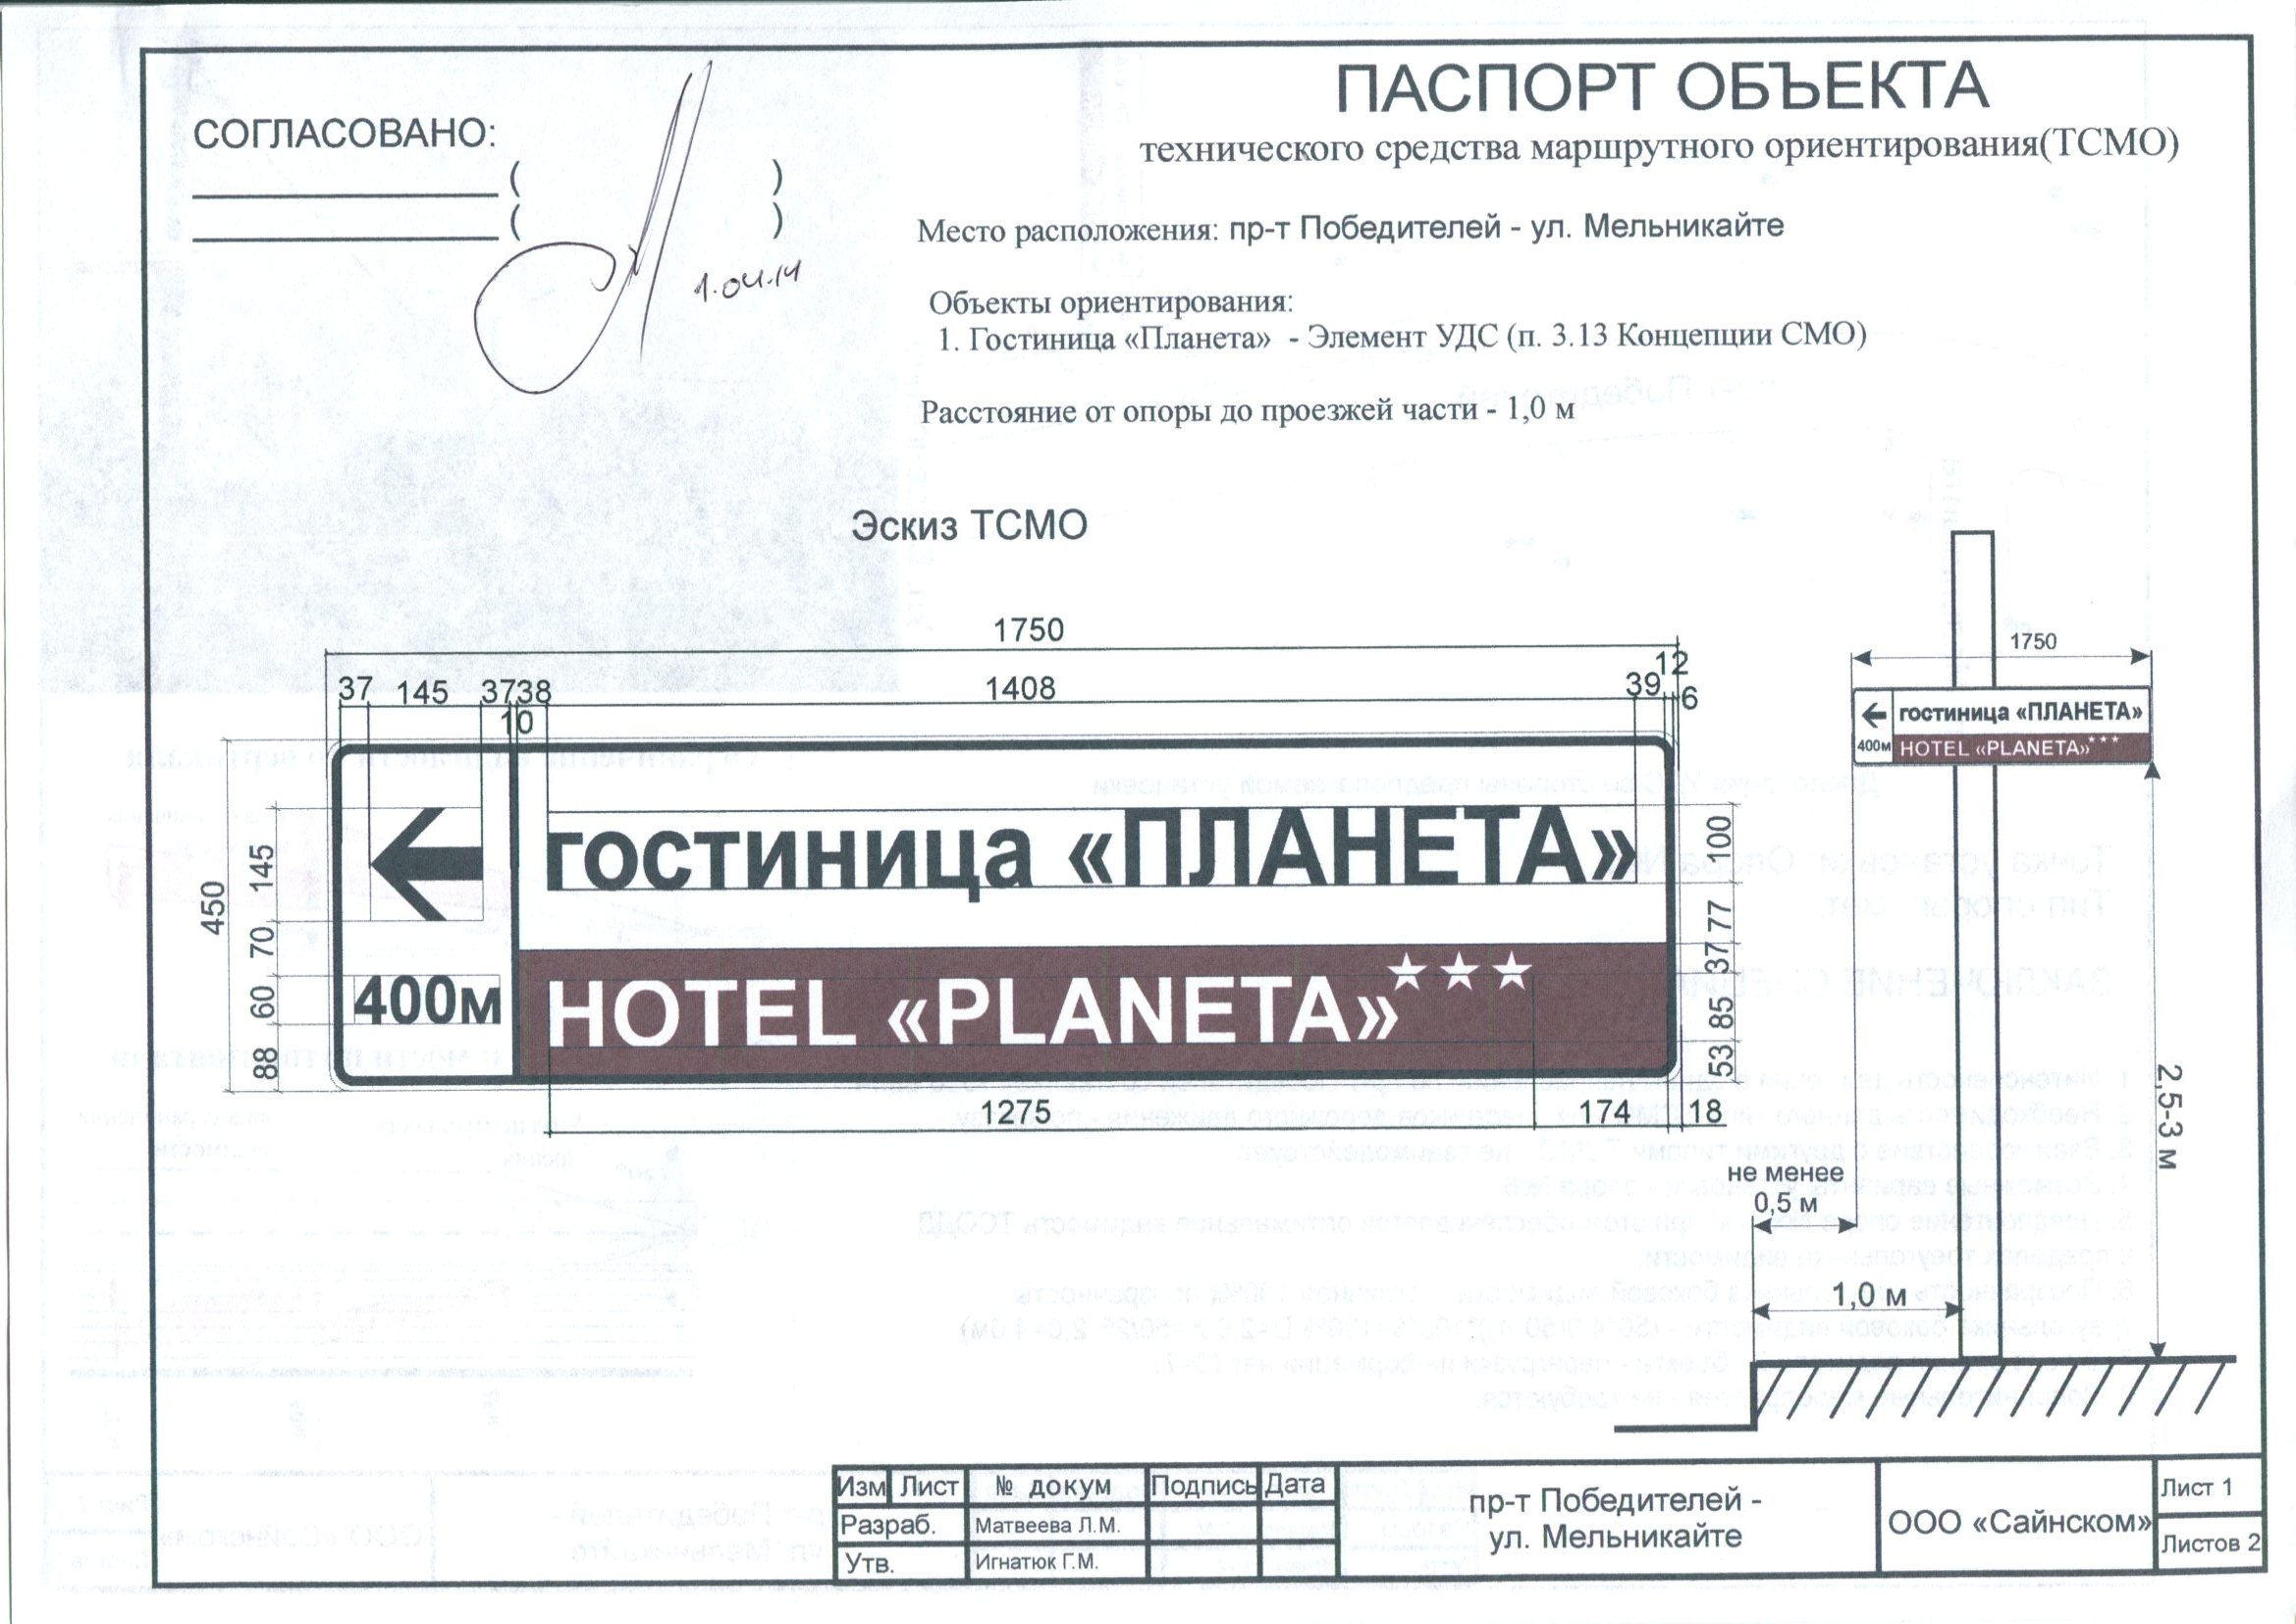 СОГЛАСОВАНО:
( )
( )
1.04.14
ПАСПОРТ ОБЪЕКТА
технического средства маршрутного ориентирования(ТСМО)
Место расположения: пр-т Победителей - ул. Мельникайте
Объекты ориентирования:
1. Гостиница «Планета» - Элемент УДС (п. 3.13 Концепции СМО)
Расстояние от опоры до проезжей части - 1,0 м
Эскиз ТСМО
1750
12
37 145 37 38 1408 39 6
10
450
145
70
60
88
гостиница «ПЛАНЕТА»
400м
HOTEL «PLANETA»***
100
77
37
85
53
1275 174 18
1750
гостиница «ПЛАНЕТА»
400м HOTEL «PLANETA»***
2,5-3 м
не менее
0,5 м
1,0 м
Изм Лист № докум Подпись Дата
Разраб. Матвеева Л.М.
Утв. Игнатюк Г.М.
пр-т Победителей -
ул. Мельникайте
ООО «Сайнском»
Лист 1
Листов 2